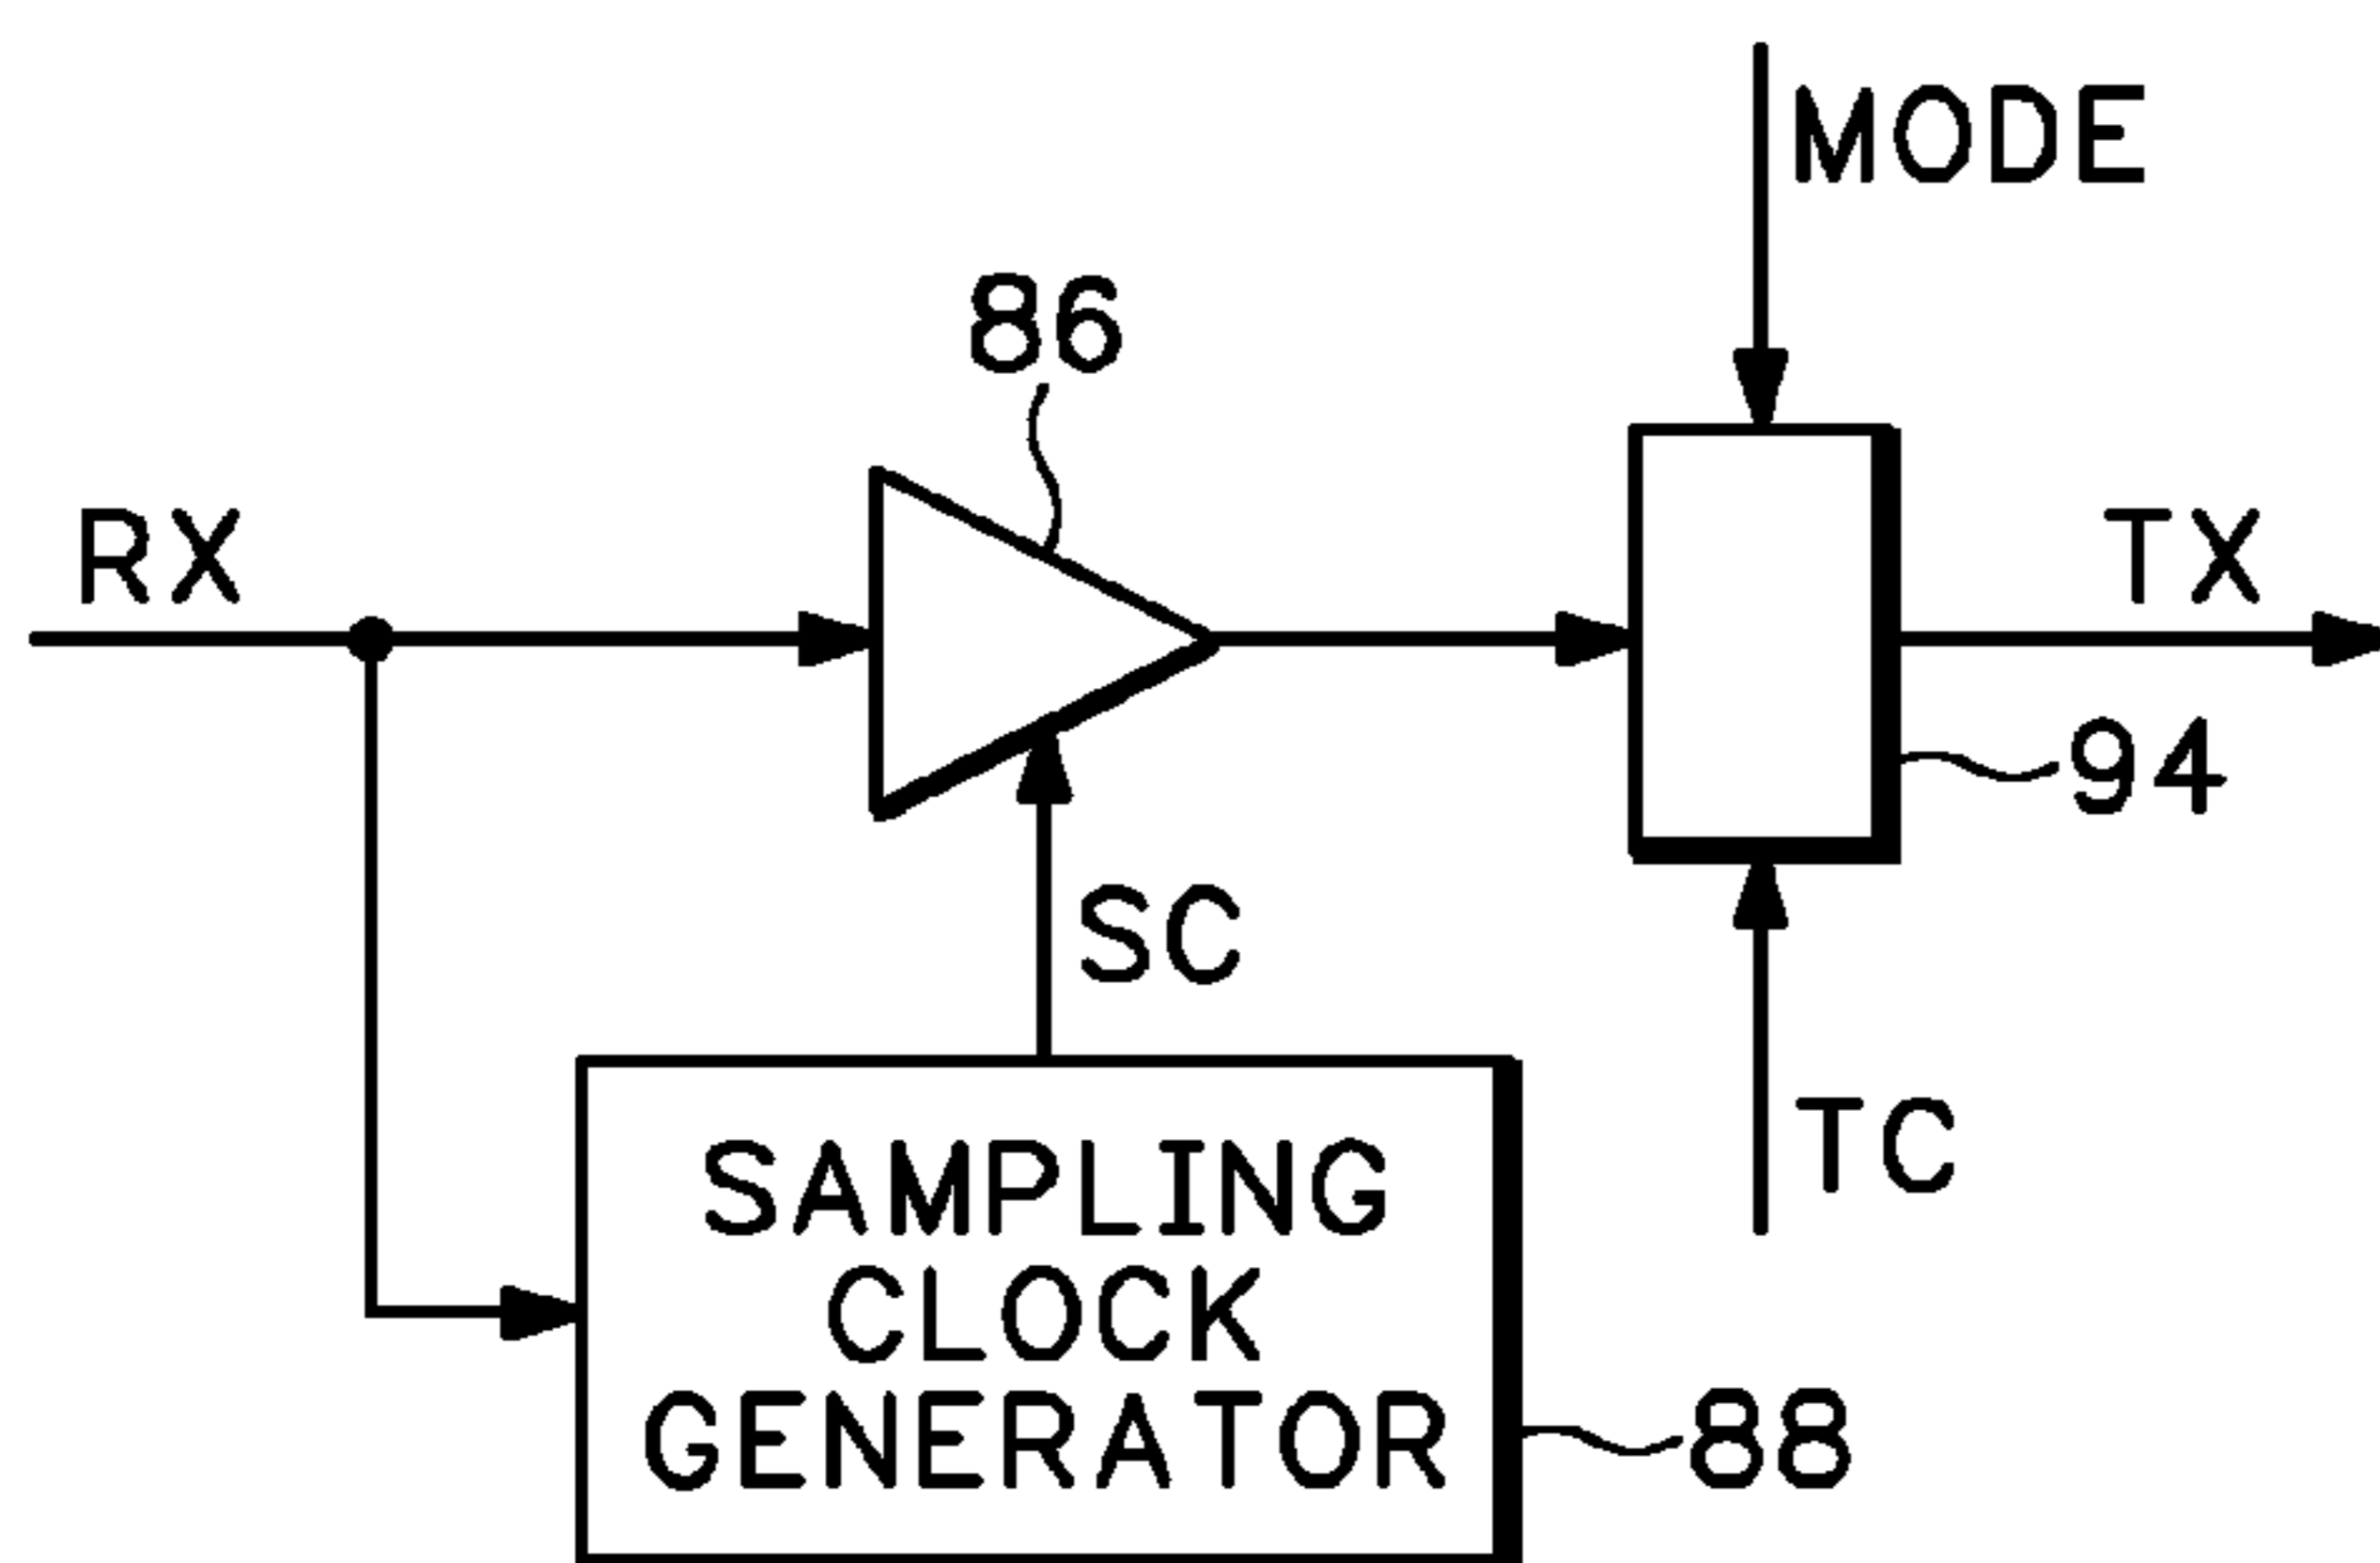 MODE
86
RX
TX
94
SC
TC
SAMPLING
CLOCK
GENERATOR
88